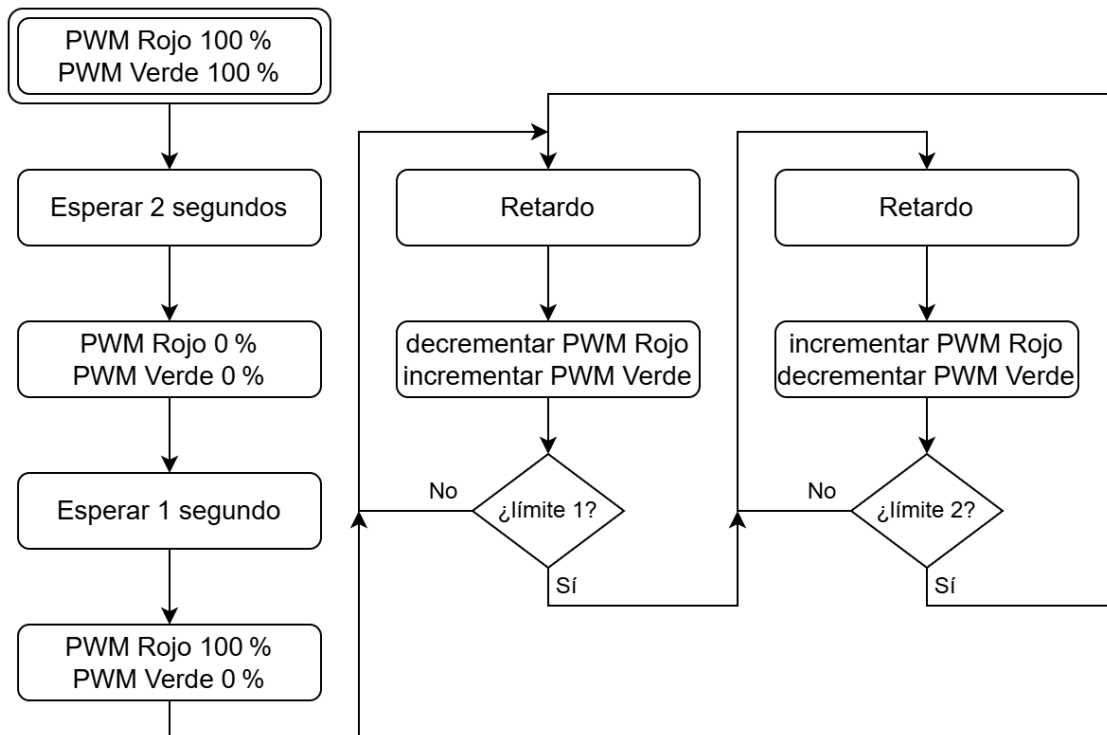 PWM Rojo 100 %
PWM Verde 100 %
Esperar 2 segundos
PWM Rojo 0 %
PWM Verde 0 %
Esperar 1 segundo
PWM Rojo 100 %
PWM Verde 0 %
Retardo
decrementar PWM Rojo
incrementar PWM Verde
¿límite 1?
No
Sí
Retardo
incrementar PWM Rojo
decrementar PWM Verde
¿límite 2?
No
Sí